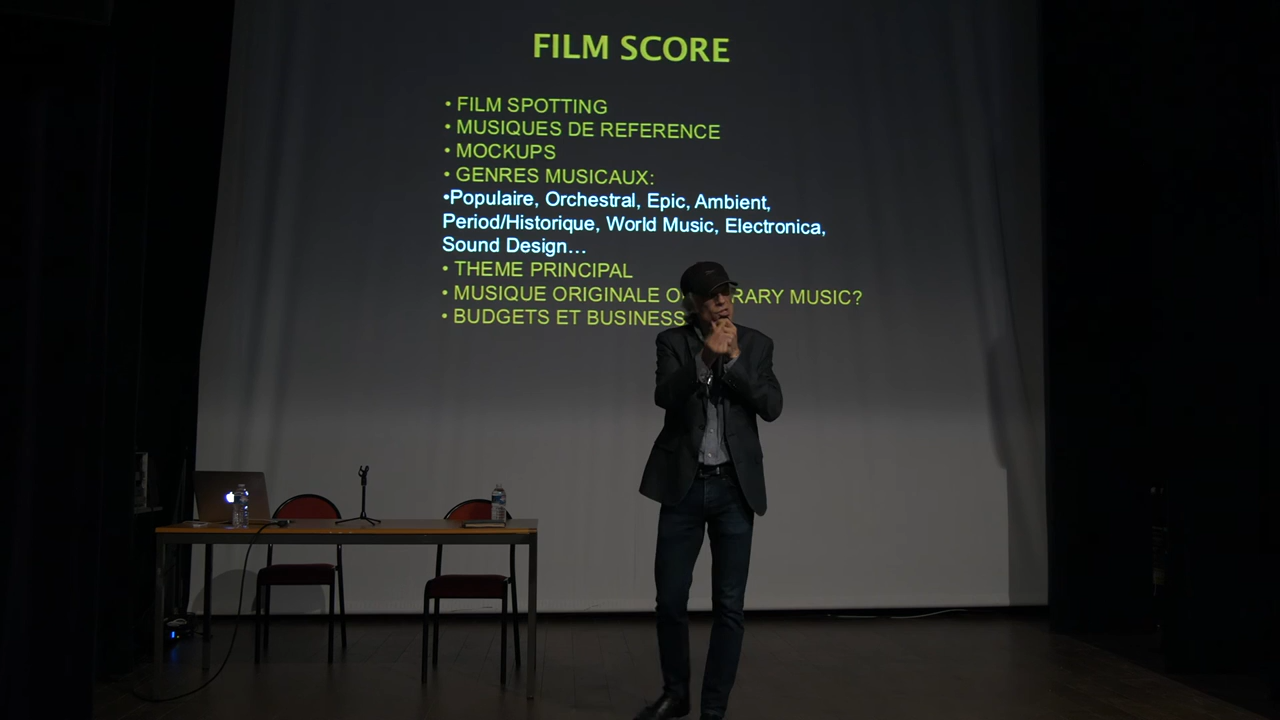 FILM SCORE
• FILM SPOTTING
• MUSIQUES DE REFERENCE
• MOCKUPS
• GENRES MUSICAUX:
•Populaire, Orchestral, Epic, Ambient,
Period/Historique, World Music, Electronica,
Sound Design…
• THEME PRINCIPAL
• MUSIQUE ORIGINALE MUSIC?
• BUDGETS ET BUSINESS